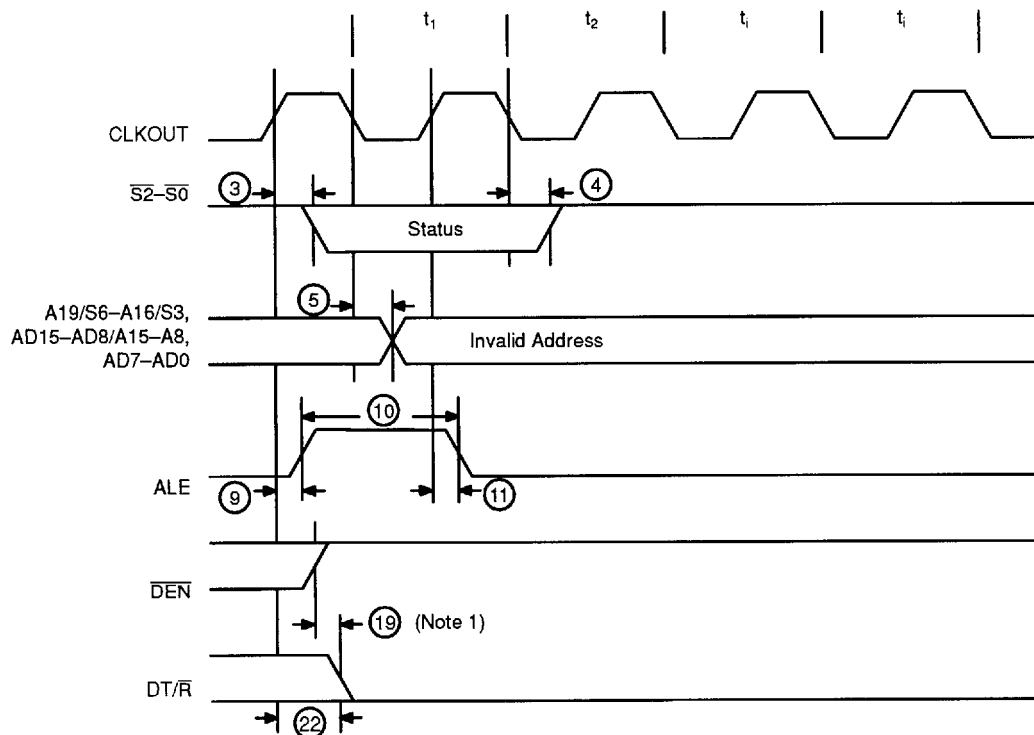 t1 t2 ti ti
CLKOUT
S2–S0
3
4
Status
5
A19/S6–A16/S3,
AD15–AD8/A15–A8,
AD7–AD0
Invalid Address
10
ALE
9
11
DEN
19 (Note 1)
DT/R
22